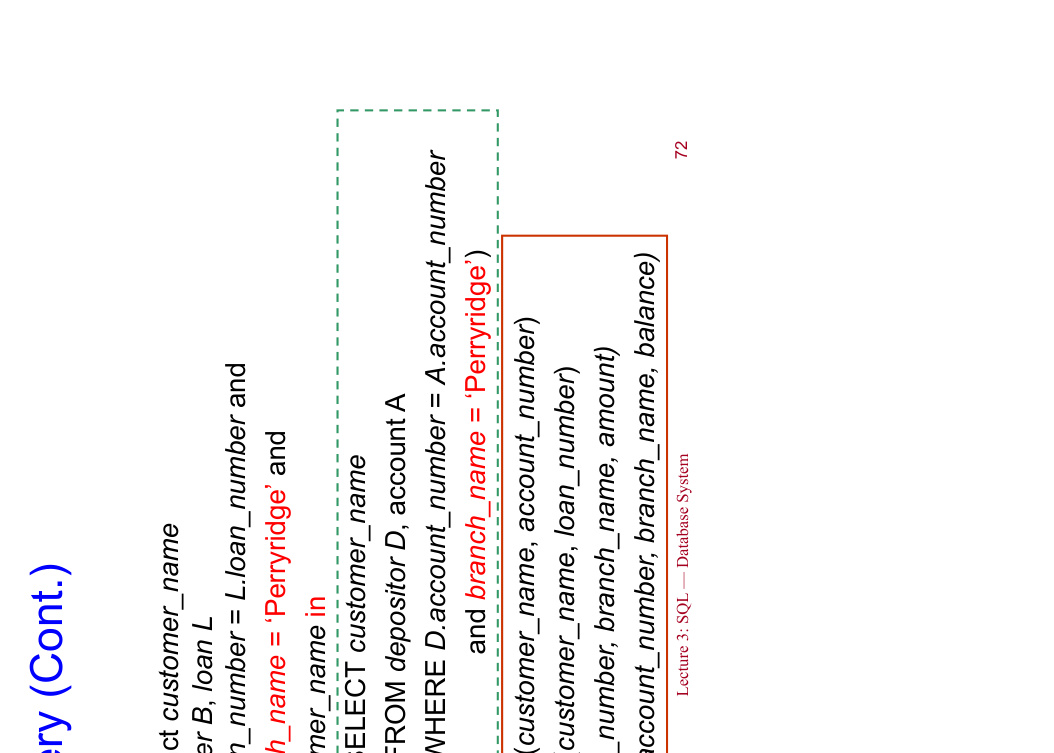 ery (Cont.)
ct customer_name
er B, loan L
n_number = L.loan_number and
h_name = ‘Perryridge’ and
mer_name in
SELECT customer_name
FROM depositor D, account A
WHERE D.account_number = A.account_number
and branch_name = ‘Perryridge’)
(customer_name, account_number)
customer_name, loan_number)
_number, branch_name, amount)
account_number, branch_name, balance)
Lecture 3: SQL — Database System 72